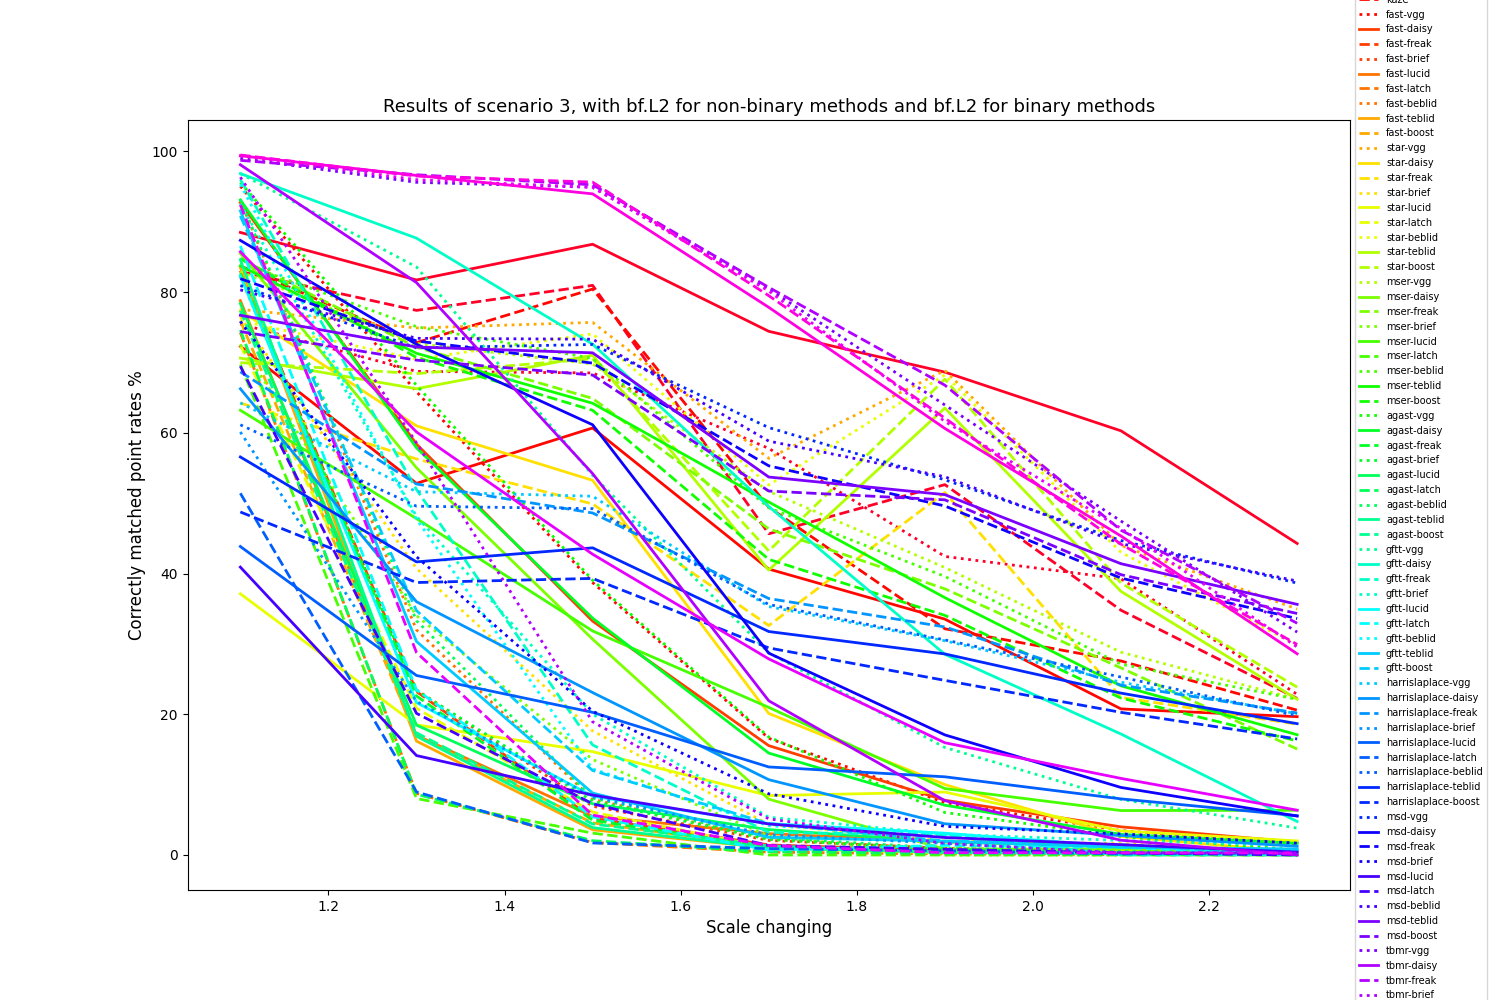 kaze
fast-vgg
fast-daisy
fast-freak
fast-brief
fast-lucid
fast-latch
fast-beblid
fast-teblid
fast-boost
star-vgg
star-daisy
star-freak
star-brief
star-lucid
star-latch
star-beblid
star-teblid
star-boost
mser-vgg
mser-daisy
mser-freak
mser-brief
mser-lucid
mser-latch
mser-beblid
mser-teblid
mser-boost
agast-vgg
agast-daisy
agast-freak
agast-brief
agast-lucid
agast-latch
agast-beblid
agast-teblid
agast-boost
gftt-vgg
gftt-daisy
gftt-freak
gftt-brief
gftt-lucid
gftt-latch
gftt-beblid
gftt-teblid
gftt-boost
harrislaplace-vgg
harrislaplace-daisy
harrislaplace-freak
harrislaplace-brief
harrislaplace-lucid
harrislaplace-latch
harrislaplace-beblid
harrislaplace-teblid
harrislaplace-boost
msd-vgg
msd-daisy
msd-freak
msd-brief
msd-lucid
msd-latch
msd-beblid
msd-teblid
msd-boost
tbmr-vgg
tbmr-daisy
tbmr-freak
tbmr-brief
Results of scenario 3, with bf.L2 for non-binary methods and bf.L2 for binary methods
Correctly matched point rates %
100
80
60
40
20
0
1.2
1.4
1.6
1.8
2.0
2.2
Scale changing